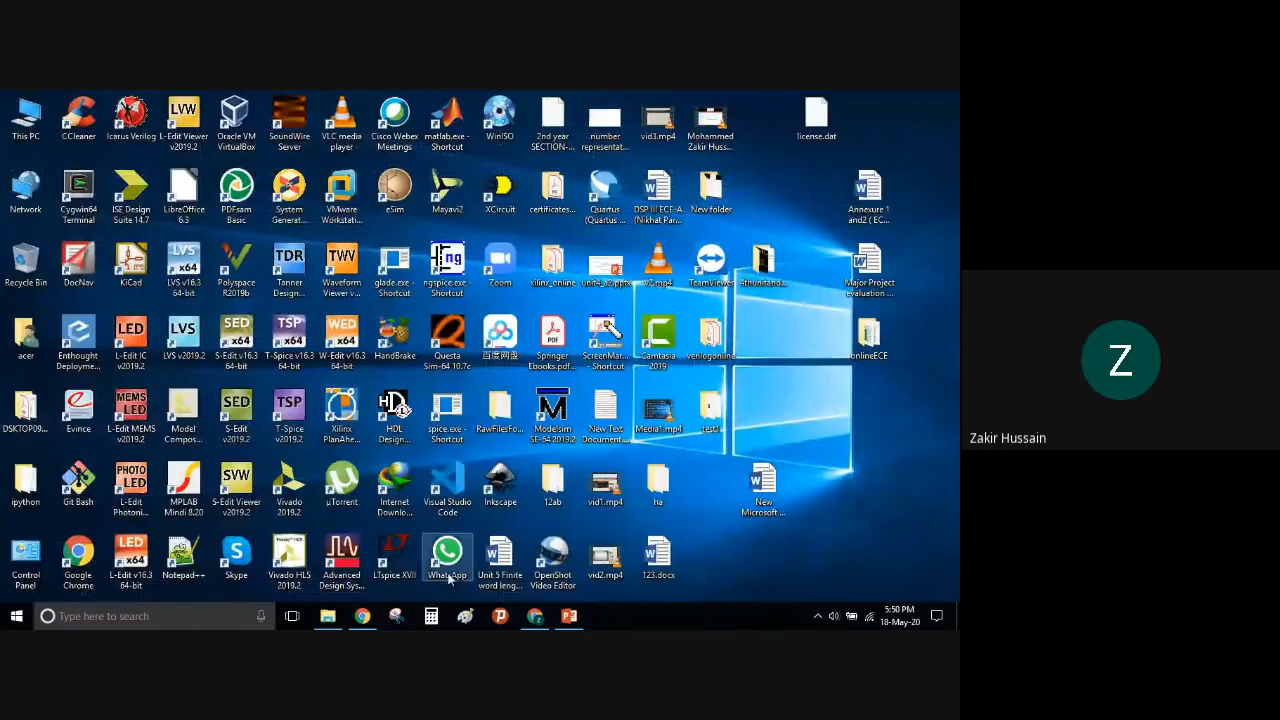 This PC
CCleaner
Icarus Verilog
L-Edit Viewer
v2019.2
Oracle VM
VirtualBox
SoundWire
Server
VLC media
player
Cisco Webex
Meetings
matlab.exe -
Shortcut
WinISO
2nd year
SECTION-...
number
representat...
vid3.mp4
Mohammed
Zakir Huss...
license.dat
Network
Cygwin64
Terminal
ISE Design
Suite 14.7
LibreOffice
6.3
PDFsam
Basic
System
Generat...
VMware
Workstati...
eSim
Mayavi2
XCircuit
certificates...
Quartus
(Quartus ...
DSP III ECE-A
(Nikhat Par...
New folder
Annexure 1
and2 ( EC...
Recycle Bin
DocNav
KiCad
LVS v16.3
64-bit
Polyspace
R2019b
Tanner
Design...
Waveform
Viewer v...
glade.exe -
Shortcut
ngspice.exe -
Shortcut
Zoom
xilinx_online
unit4_a2.pptx
v2.mp4
TeamViewer
4thunitand...
Major Project
evaluation ...
acer
Enthought
Deployme...
L-Edit IC
v2019.2
LVS v2019.2
S-Edit v16.3
64-bit
T-Spice v16.3
64-bit
W-Edit v16.3
64-bit
HandBrake
Questa
Sim-64 10.7c
百度网盘
Springer
Ebooks.pdf...
ScreenMar...
- Shortcut
Camtasia
2019
verilogonline
onlineECE
DSKTOP09...
Evince
L-Edit MEMS
v2019.2
Model
Compos...
S-Edit
v2019.2
T-Spice
v2019.2
Xilinx
PlanAhe...
HDL
Design...
spice.exe -
Shortcut
RawFilesFo...
Modelsim
SE-64 2019.2
New Text
Document...
Media1.mp4
test1
ipython
Git Bash
L-Edit
Photoni...
MPLAB
Mindi 8.20
S-Edit Viewer
v2019.2
Vivado
2019.2
µTorrent
Internet
Downlo...
Visual Studio
Code
Inkscape
12ab
vid1.mp4
ha
New
Microsoft ...
Control
Panel
Google
Chrome
L-Edit v16.3
64-bit
Notepad++
Skype
Vivado HLS
2019.2
Advanced
Design Sys...
LTspice XVII
WhatsApp
Unit 5 Finite
word leng...
OpenShot
Video Editor
vid2.mp4
123.docx
Type here to search
5:50 PM
18-May-20
Z
Zakir Hussain